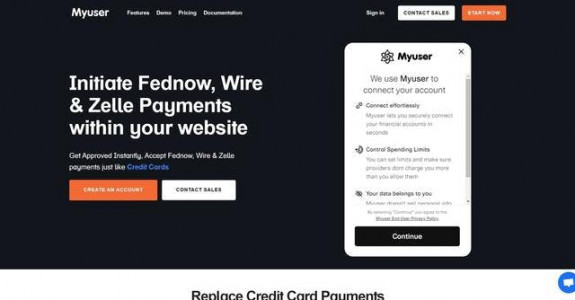 Myuser
Features Demo Pricing Documentation
Sign in
CONTACT SALES
START NOW
Initiate Fednow, Wire
& Zelle Payments
within your website
Get Approved Instantly, Accept Fednow, Wire & Zelle
payments just like Credit Cards
CREATE AN ACCOUNT
CONTACT SALES
Myuser
We use Myuser to
connect your account
Connect effortlessly
Myuser lets you securely connect
your financial accounts in
seconds
Control Spending Limits
You can set limits and make sure
providers dont charge you more
than you allow them
Your data belongs to you
Myuser doesnt sell personal info
By selecting "Continue" you agree to the
Myuser End User Privacy Policy
Continue
Replace Credit Card Payments